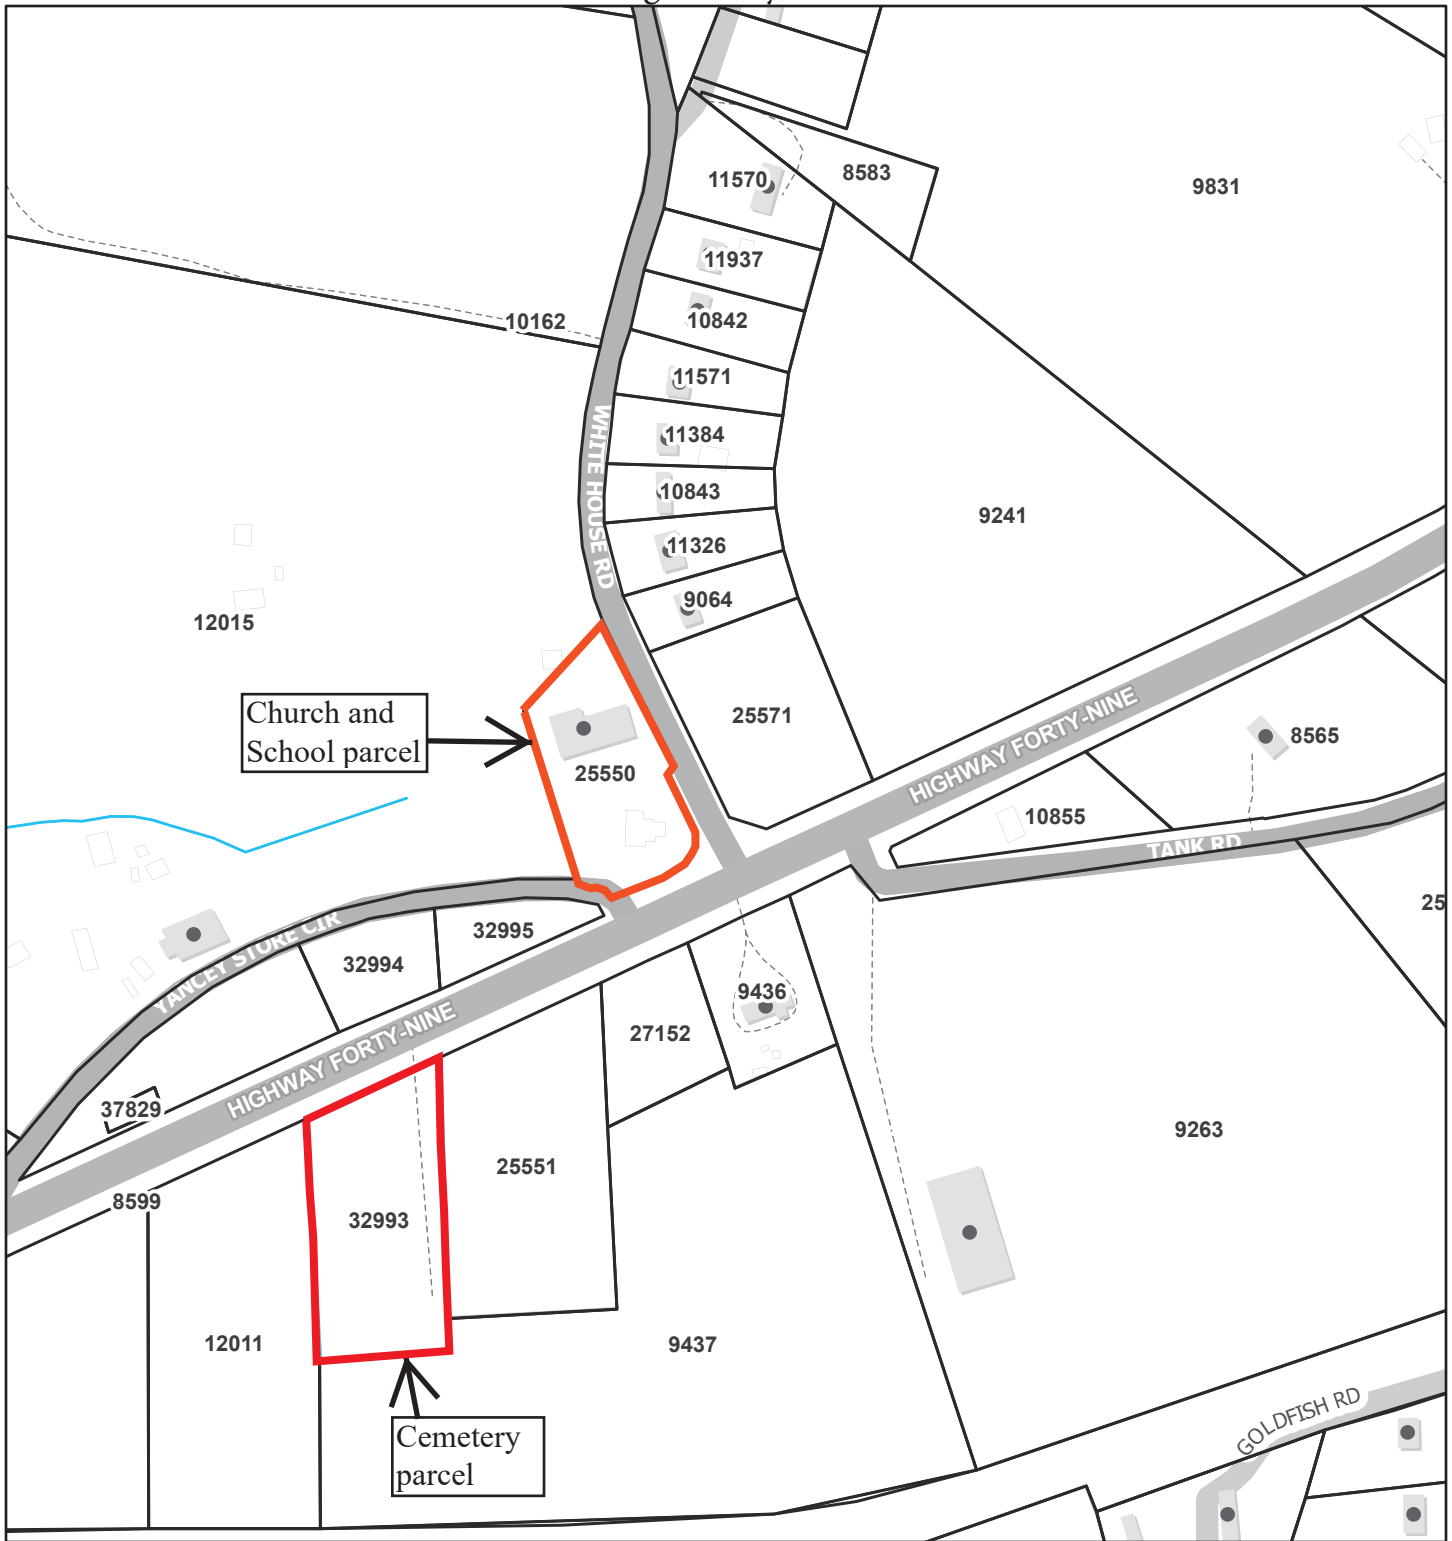 11570
8583
9831
11937
10842
10162
11571
WHITE HOUSE RD
11384
10843
9241
11326
9064
12015
Church and
School parcel
25571
HIGHWAY FORTY-NINE
8565
25550
10855
TANK RD
25
YANCEY STORE CIR
32995
32994
9436
27152
HIGHWAY FORTY-NINE
37829
9263
25551
8599
32993
12011
9437
GOLDFISH RD
Cemetery
parcel